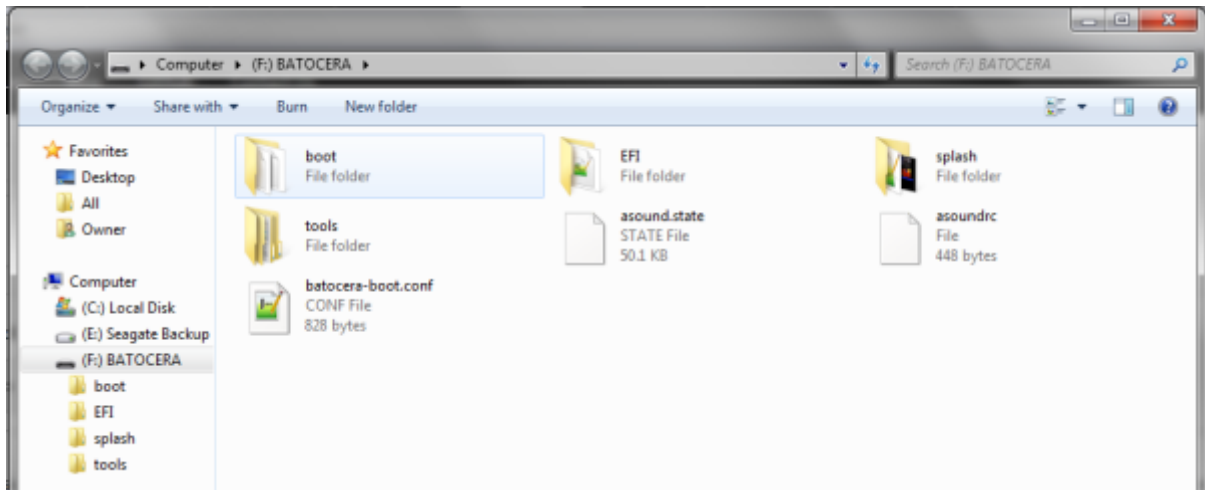 Computer ▸ (F:) BATOCERA ▸
Search (F:) BATOCERA
Organize Share with Burn New folder
Favorites
Desktop
All
Owner
Computer
(C:) Local Disk
(E:) Seagate Backup
(F:) BATOCERA
boot
EFI
splash
tools
boot
File folder
EFI
File folder
splash
File folder
tools
File folder
asound.state
STATE File
50.1 KB
asoundrc
File
448 bytes
batocera-boot.conf
CONF File
828 bytes